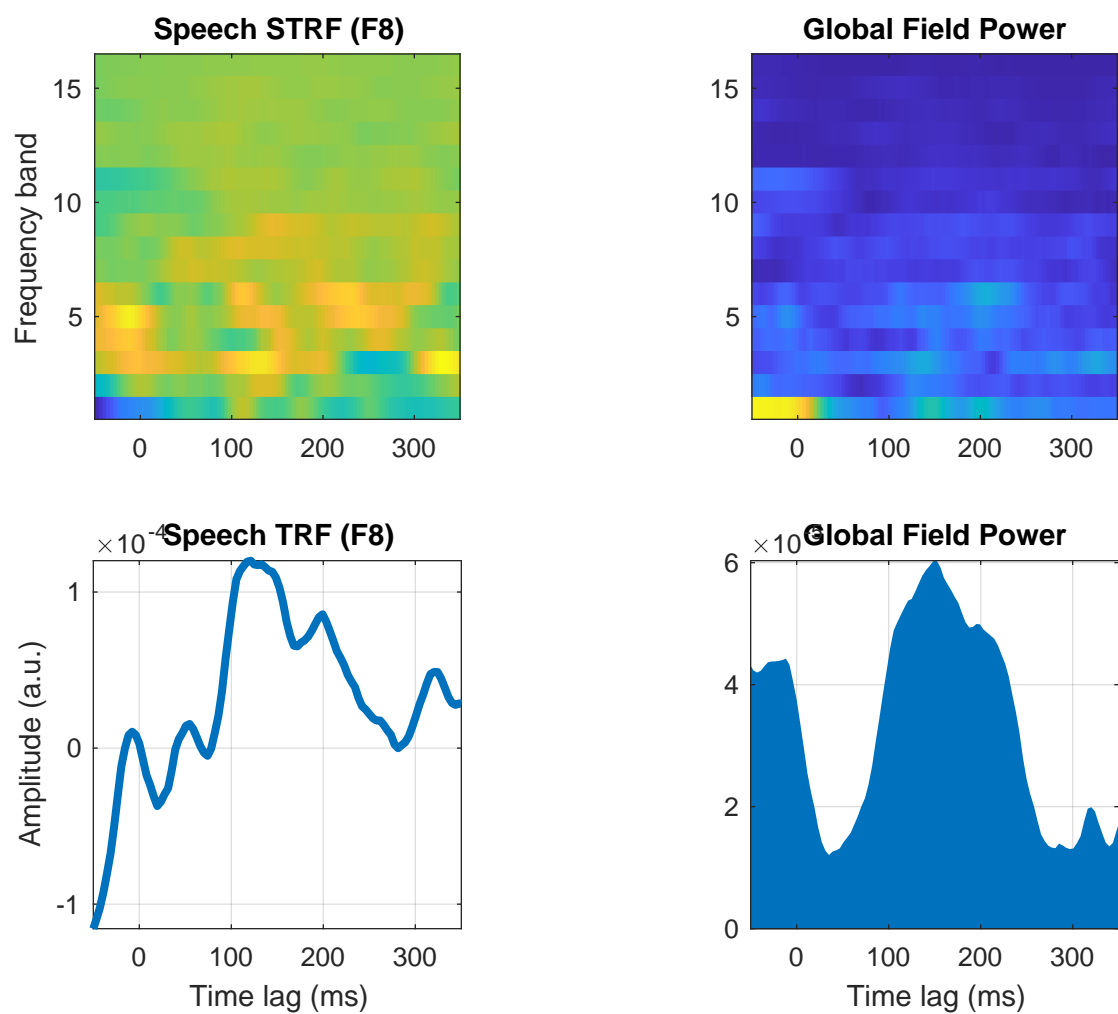 Speech STRF (F8)
Frequency band
15
10
5
0 100 200 300
Global Field Power
15
10
5
0 100 200 300
Speech TRF (F8)
×10⁻⁴
Amplitude (a.u.)
1
0
-1
0 100 200 300
Time lag (ms)
Global Field Power
×10
6
4
2
0
0 100 200 300
Time lag (ms)